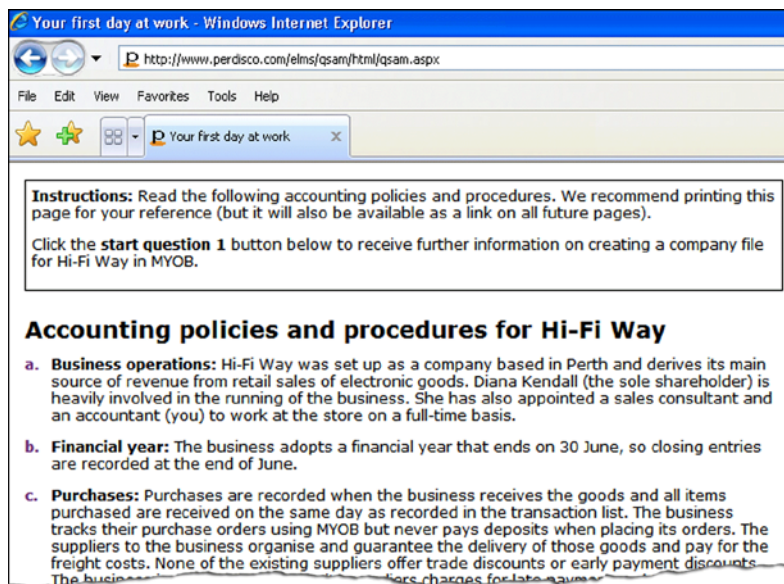 Your first day at work - Windows Internet Explorer
http://www.perdisco.com/elms/qsam/html/qsam.aspx
File Edit View Favorites Tools Help
Your first day at work X
Instructions: Read the following accounting policies and procedures. We recommend printing this
page for your reference (but it will also be available as a link on all future pages).
Click the start question 1 button below to receive further information on creating a company file
for Hi-Fi Way in MYOB.
Accounting policies and procedures for Hi-Fi Way
a. Business operations: Hi-Fi Way was set up as a company based in Perth and derives its main
source of revenue from retail sales of electronic goods. Diana Kendall (the sole shareholder) is
heavily involved in the running of the business. She has also appointed a sales consultant and
an accountant (you) to work at the store on a full-time basis.
b. Financial year: The business adopts a financial year that ends on 30 June, so closing entries
are recorded at the end of June.
c. Purchases: Purchases are recorded when the business receives the goods and all items
purchased are received on the same day as recorded in the transaction list. The business
tracks their purchase orders using MYOB but never pays deposits when placing its orders. The
suppliers to the business organise and guarantee the delivery of those goods and pay for the
freight costs. None of the existing suppliers offer trade discounts or early payment discounts
The charges for late